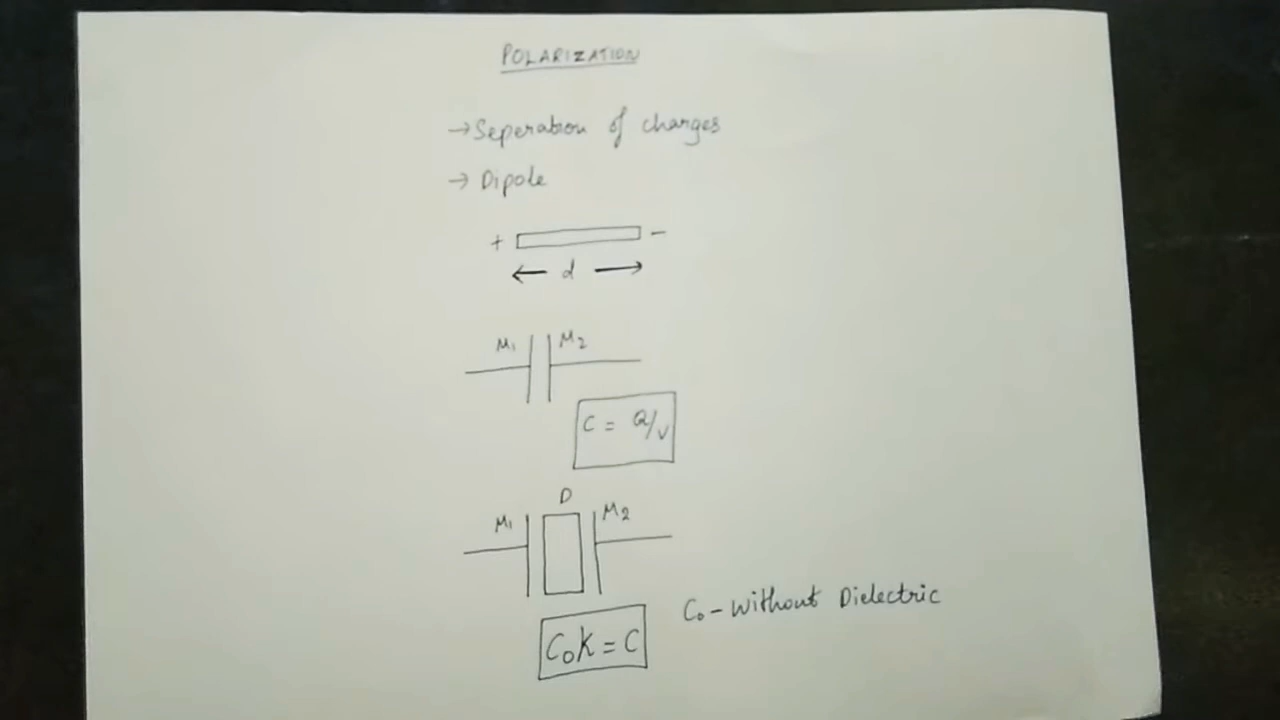 POLARIZATION
→ Seperation of charges
→ Dipole
+ −
← d →
M₁ M₂
C = Q/V
D
M₁ M₂
C₀ - Without Dielectric
C₀K = C